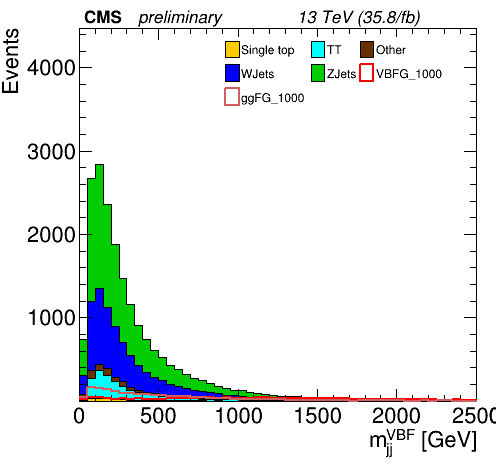 CMS preliminary 13 TeV (35.8/fb)
Events
Single top TT Other
WJets ZJets VBFG_1000
ggFG_1000
4000
3000
2000
1000
0 500 1000 1500 2000 2500
m_jj^VBF [GeV]